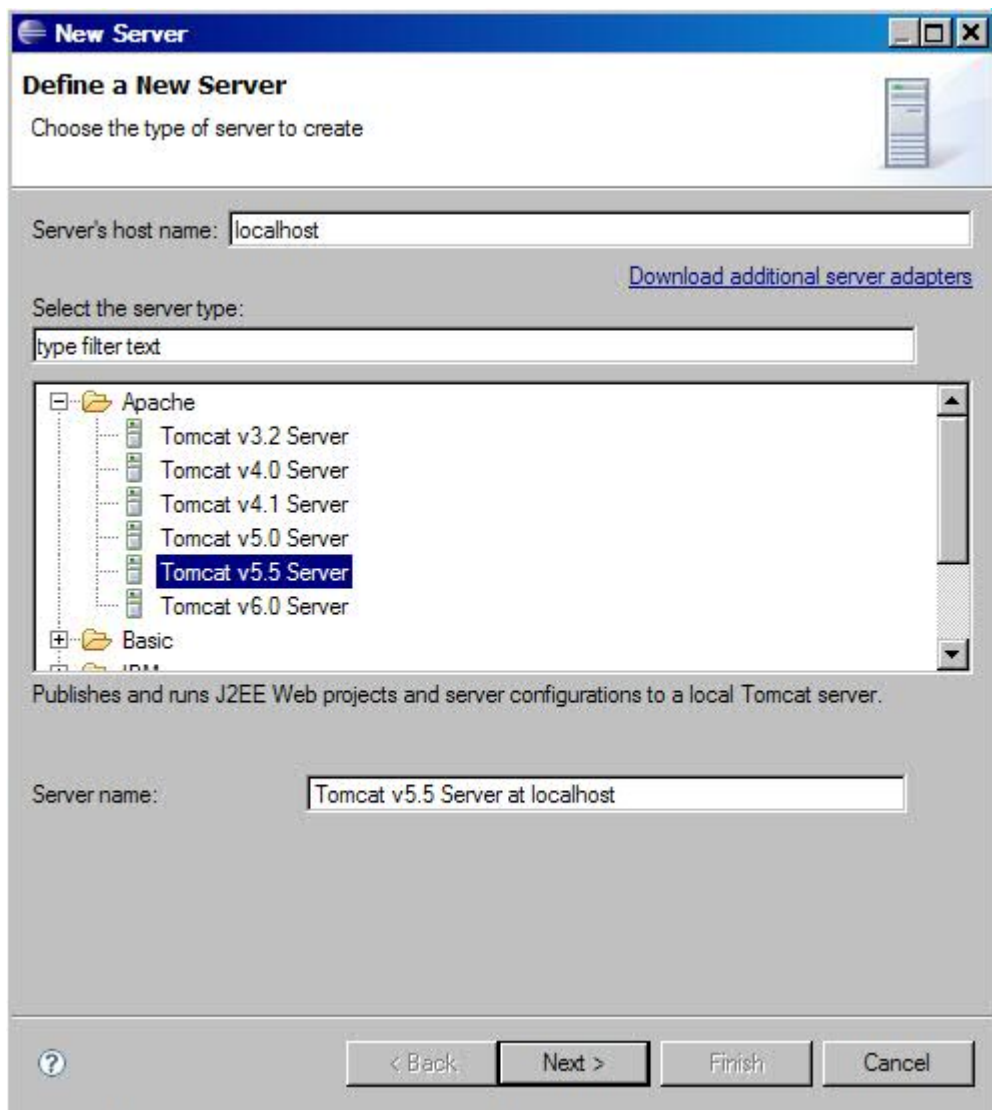 New Server
Define a New Server
Choose the type of server to create
Server's host name: localhost
Download additional server adapters
Select the server type:
type filter text
Apache
Tomcat v3.2 Server
Tomcat v4.0 Server
Tomcat v4.1 Server
Tomcat v5.0 Server
Tomcat v5.5 Server
Tomcat v6.0 Server
Basic
Publishes and runs J2EE Web projects and server configurations to a local Tomcat server.
Server name: Tomcat v5.5 Server at localhost
? < Back Next > Finish Cancel